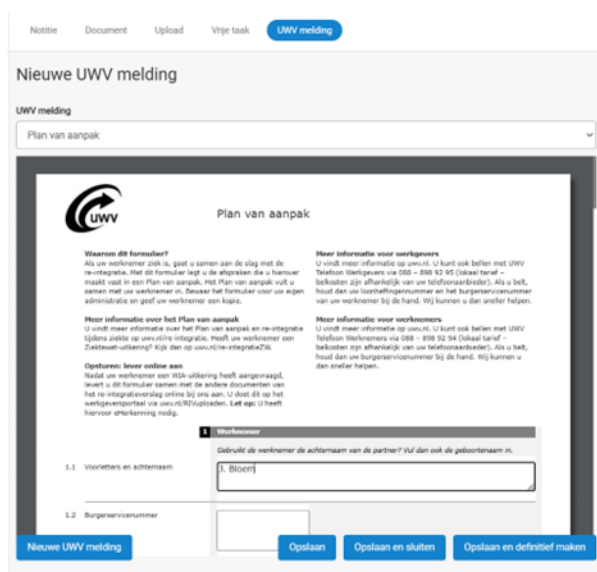 Notitie Document Upload Vrije taak UWV melding
Nieuwe UWV melding
UWV melding
Plan van aanpak
UWV
Plan van aanpak
Waarom dit formulier?
Als uw werknemer ziek is, gaat u samen aan de slag met de
re-integratie. Met dit formulier legt u de afspraken die u hierover
maakt vast in een Plan van aanpak. Het Plan van aanpak vult u
samen met uw werknemer in. Bewaar het formulier voor uw eigen
administratie en geef uw werknemer een kopie.
Meer informatie over het Plan van aanpak
U vindt meer informatie over het Plan van aanpak en re-integratie
tijdens ziekte op uwv.nl/re-integratie. Heeft uw werknemer een
Ziektewet-uitkering? Kijk dan op uwv.nl/re-integratieZW.
Opsturen: lever online aan
Nadat uw werknemer een WIA-uitkering heeft aangevraagd,
levert u dit formulier samen met de andere documenten van
het re-integratieverslag online bij ons aan. U doet dit op het
werkgeversportaal via uwv.nl/RIVuploaden. Let op: U heeft
hiervoor eHerkenning nodig.
Meer informatie voor werkgevers
U vindt meer informatie op uwv.nl. U kunt ook bellen met UWV
Telefoon Werkgevers via 088 – 898 92 95 (lokaal tarief –
belkosten zijn afhankelijk van uw telefoonaanbieder). Als u belt,
houd dan uw loonheffingennummer en het burgerservicenummer
van uw werknemer bij de hand. Wij kunnen u dan sneller helpen.
Meer informatie voor werknemers
U vindt meer informatie op uwv.nl. U kunt ook bellen met UWV
Telefoon Werknemers via 088 – 898 92 94 (lokaal tarief –
belkosten zijn afhankelijk van uw telefoonaanbieder). Als u belt,
houd dan uw burgerservicenummer bij de hand. Wij kunnen u
dan sneller helpen.
1 Werknemer
Gebruikt de werknemer de achternaam van de partner? Vul dan ook de geboortenaam in.
1.1 Voorletters en achternaam
J. Bloem
1.2 Burgerservicenummer
Nieuwe UWV melding Opslaan Opslaan en sluiten Opslaan en definitief maken